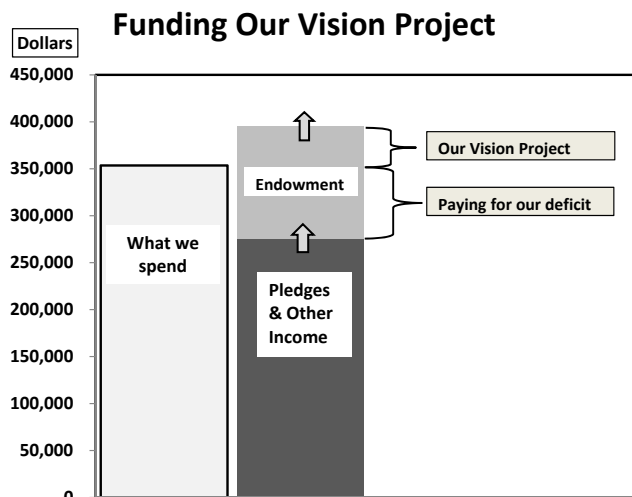 Funding Our Vision Project
Dollars
450,000
400,000
350,000
300,000
250,000
200,000
150,000
100,000
50,000
0
What we
spend
Endowment
Pledges
& Other
Income
Our Vision Project
Paying for our deficit